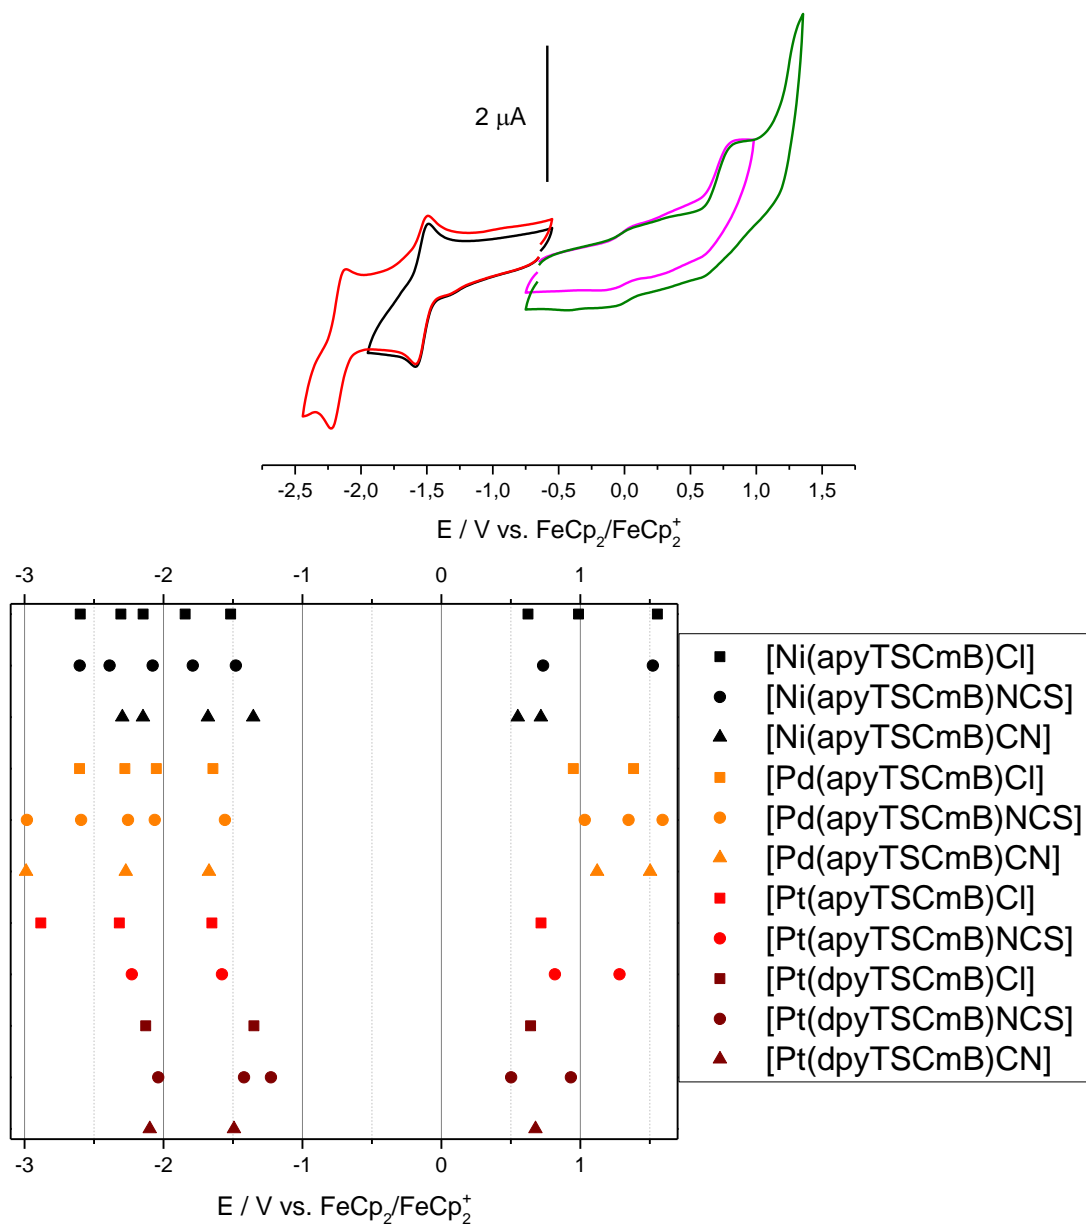 2 μA
-2,5 -2,0 -1,5 -1,0 -0,5 0,0 0,5 1,0 1,5
E / V vs. FeCp₂/FeCp₂⁺
-3 -2 -1 0 1
[Ni(apyTSCmB)Cl]
[Ni(apyTSCmB)NCS]
[Ni(apyTSCmB)CN]
[Pd(apyTSCmB)Cl]
[Pd(apyTSCmB)NCS]
[Pd(apyTSCmB)CN]
[Pt(apyTSCmB)Cl]
[Pt(apyTSCmB)NCS]
[Pt(dpyTSCmB)Cl]
[Pt(dpyTSCmB)NCS]
[Pt(dpyTSCmB)CN]
-3 -2 -1 0 1
E / V vs. FeCp₂/FeCp₂⁺